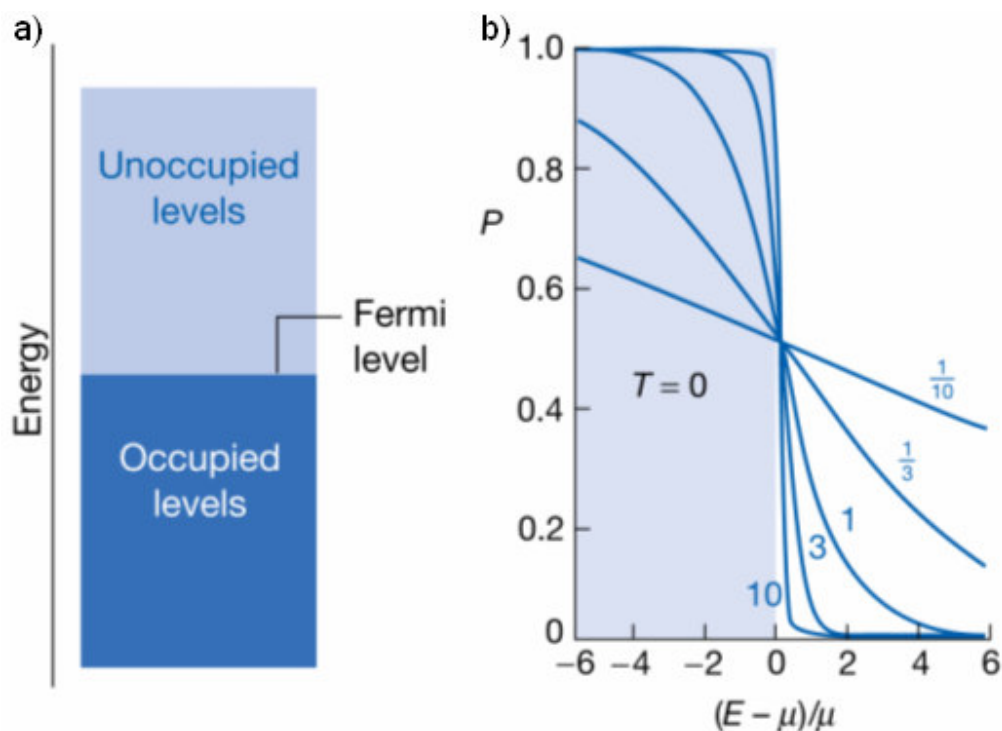 a)
Energy
Unoccupied
levels
Fermi
level
Occupied
levels
b)
P
1.0
0.8
0.6
0.4
0.2
0
T = 0
1/10
1/3
1
3
10
−6 −4 −2 0 2 4 6
(E − μ)/μ